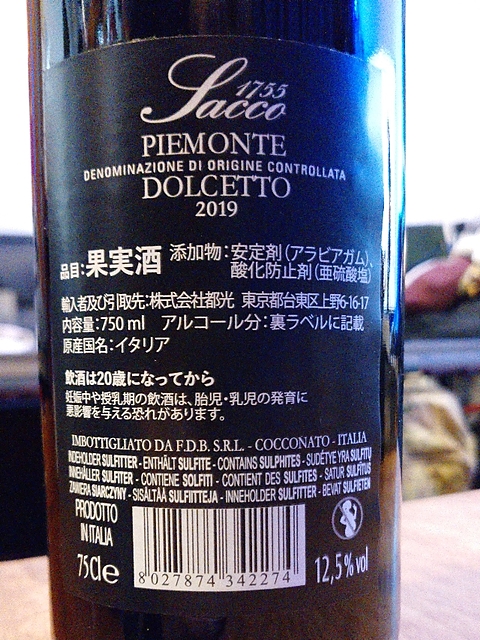 1755
Sacco
PIEMONTE
DENOMINAZIONE DI ORIGINE CONTROLLATA
DOLCETTO
2019
品目:果実酒 添加物:安定剤(アラビアガム)、
酸化防止剤(亜硫酸塩)
輸入者及び引取先:株式会社都光 東京都台東区上野6-16-17
内容量:750 ml アルコール分:裏ラベルに記載
原産国名:イタリア
飲酒は20歳になってから
妊娠中や授乳期の飲酒は、胎児・乳児の発育に
悪影響を与える恐れがあります。
IMBOTTIGLIATO DA F.D.B. S.R.L. - COCCONATO - ITALIA
INDEHOLDER SULFITTER - ENTHÄLT SULFITE - CONTAINS SULPHITES - SUDĖTYE YRA SULFITŲ
INNEHÅLLER SULFITER - CONTIENE SOLFITI - CONTIENT DES SULFITES - SATUR SULFĪTUS
ZAWIERA SIARCZYNY - SISÄLTÄÄ SULFIITTEJA - INNEHOLDER SULFITTER - BEVAT SULFIETEN
PRODOTTO
IN ITALIA
75cl e
8 027874 342274
12,5% vol